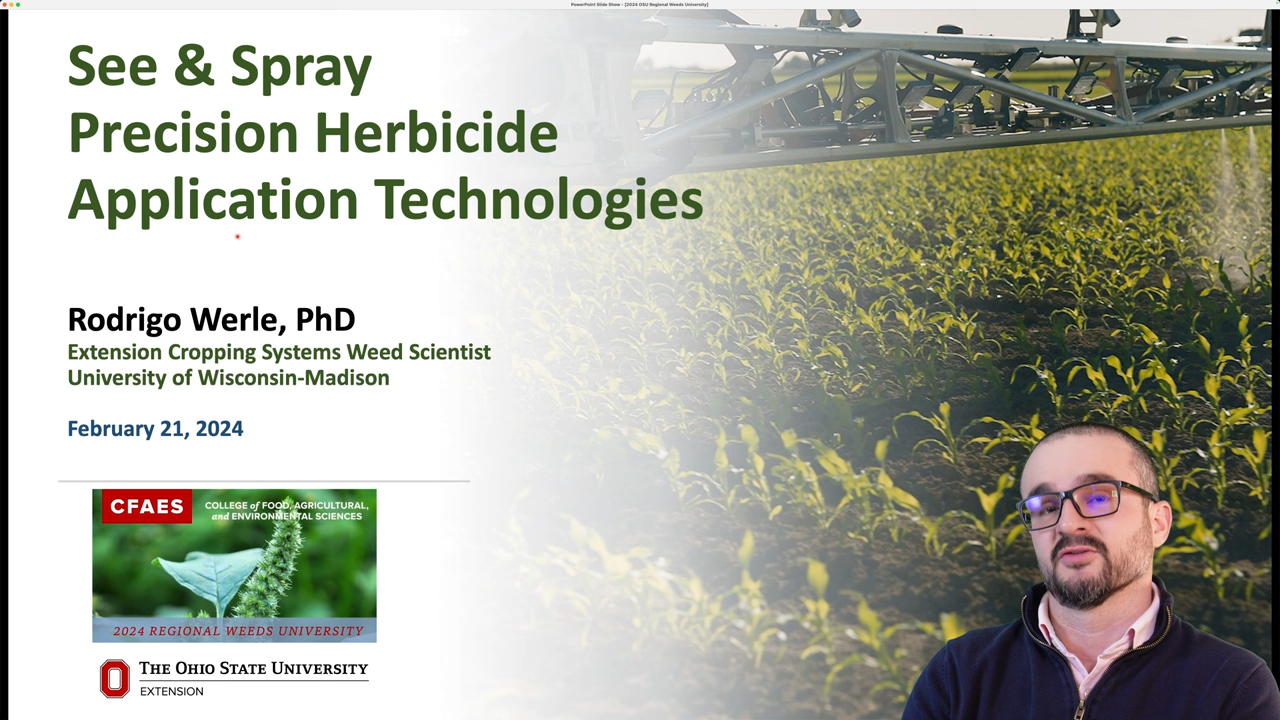 PowerPoint Slide Show - [2024 OSU Regional Weeds University]
See & Spray
Precision Herbicide
Application Technologies
Rodrigo Werle, PhD
Extension Cropping Systems Weed Scientist
University of Wisconsin-Madison
February 21, 2024
CFAES
COLLEGE of FOOD, AGRICULTURAL,
and ENVIRONMENTAL SCIENCES
2024 REGIONAL WEEDS UNIVERSITY
THE OHIO STATE UNIVERSITY
EXTENSION